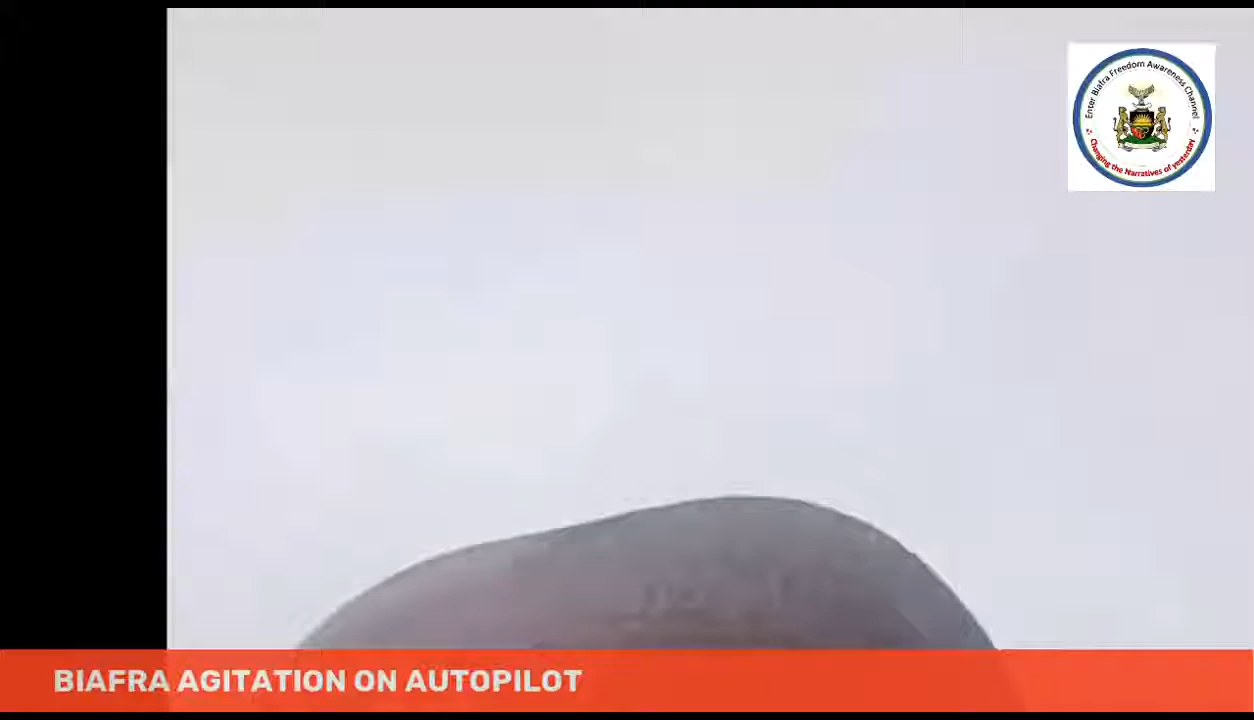 Enter Biafra Freedom Awareness Channel
Changing the Narratives of yesterday
BIAFRA AGITATION ON AUTOPILOT